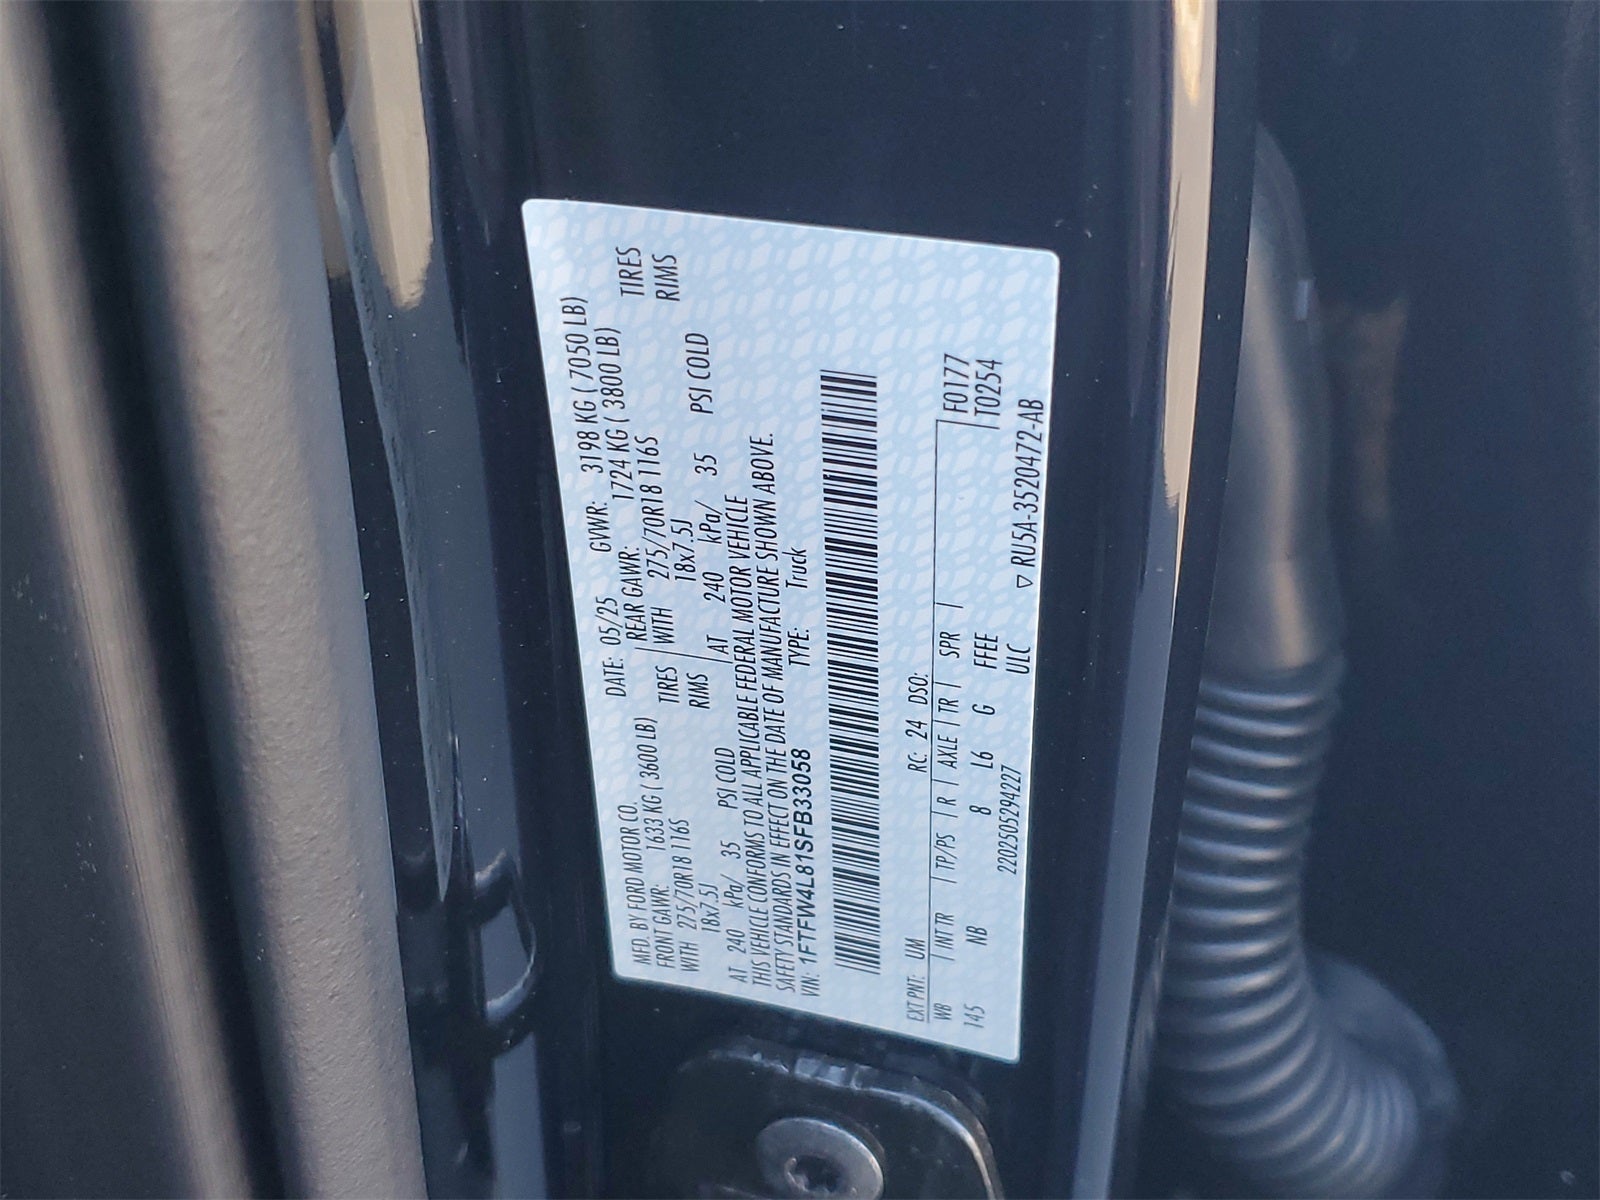 MFD. BY FORD MOTOR CO.
DATE: 05/25 GVWR: 3198 KG ( 7050 LB)
FRONT GAWR: 1633 KG ( 3600 LB) REAR GAWR: 1724 KG ( 3800 LB)
WITH 275/70R18 116S TIRES WITH 275/70R18 116S TIRES
18x7.5J RIMS 18x7.5J RIMS
AT 240 kPa/ 35 PSI COLD AT 240 kPa/ 35 PSI COLD
THIS VEHICLE CONFORMS TO ALL APPLICABLE FEDERAL MOTOR VEHICLE
SAFETY STANDARDS IN EFFECT ON THE DATE OF MANUFACTURE SHOWN ABOVE.
VIN: 1FTFW4L81SFB33058 TYPE: Truck
EXT PNT: UM RC: 24 DSO:
WB | INT TR | TP/PS | R | AXLE | TR | SPR | F0177
145 NB 8 L6 G FFEE T0254
2202505294227 ULC ▽ RU5A-3520472-AB